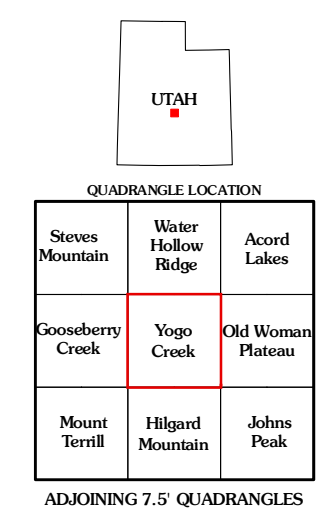 UTAH
QUADRANGLE LOCATION
Steves
Mountain
Water
Hollow
Ridge
Acord
Lakes
Gooseberry
Creek
Yogo
Creek
Old Woman
Plateau
Mount
Terrill
Hilgard
Mountain
Johns
Peak
ADJOINING 7.5' QUADRANGLES